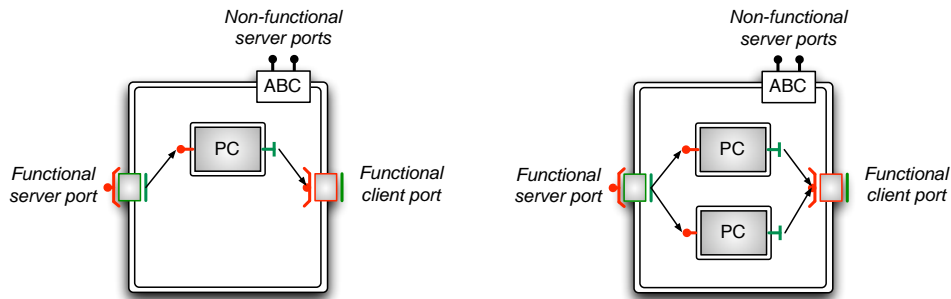 Non-functional
server ports
ABC
PC
Functional
server port
Functional
client port
Non-functional
server ports
ABC
PC
Functional
server port
Functional
client port
PC